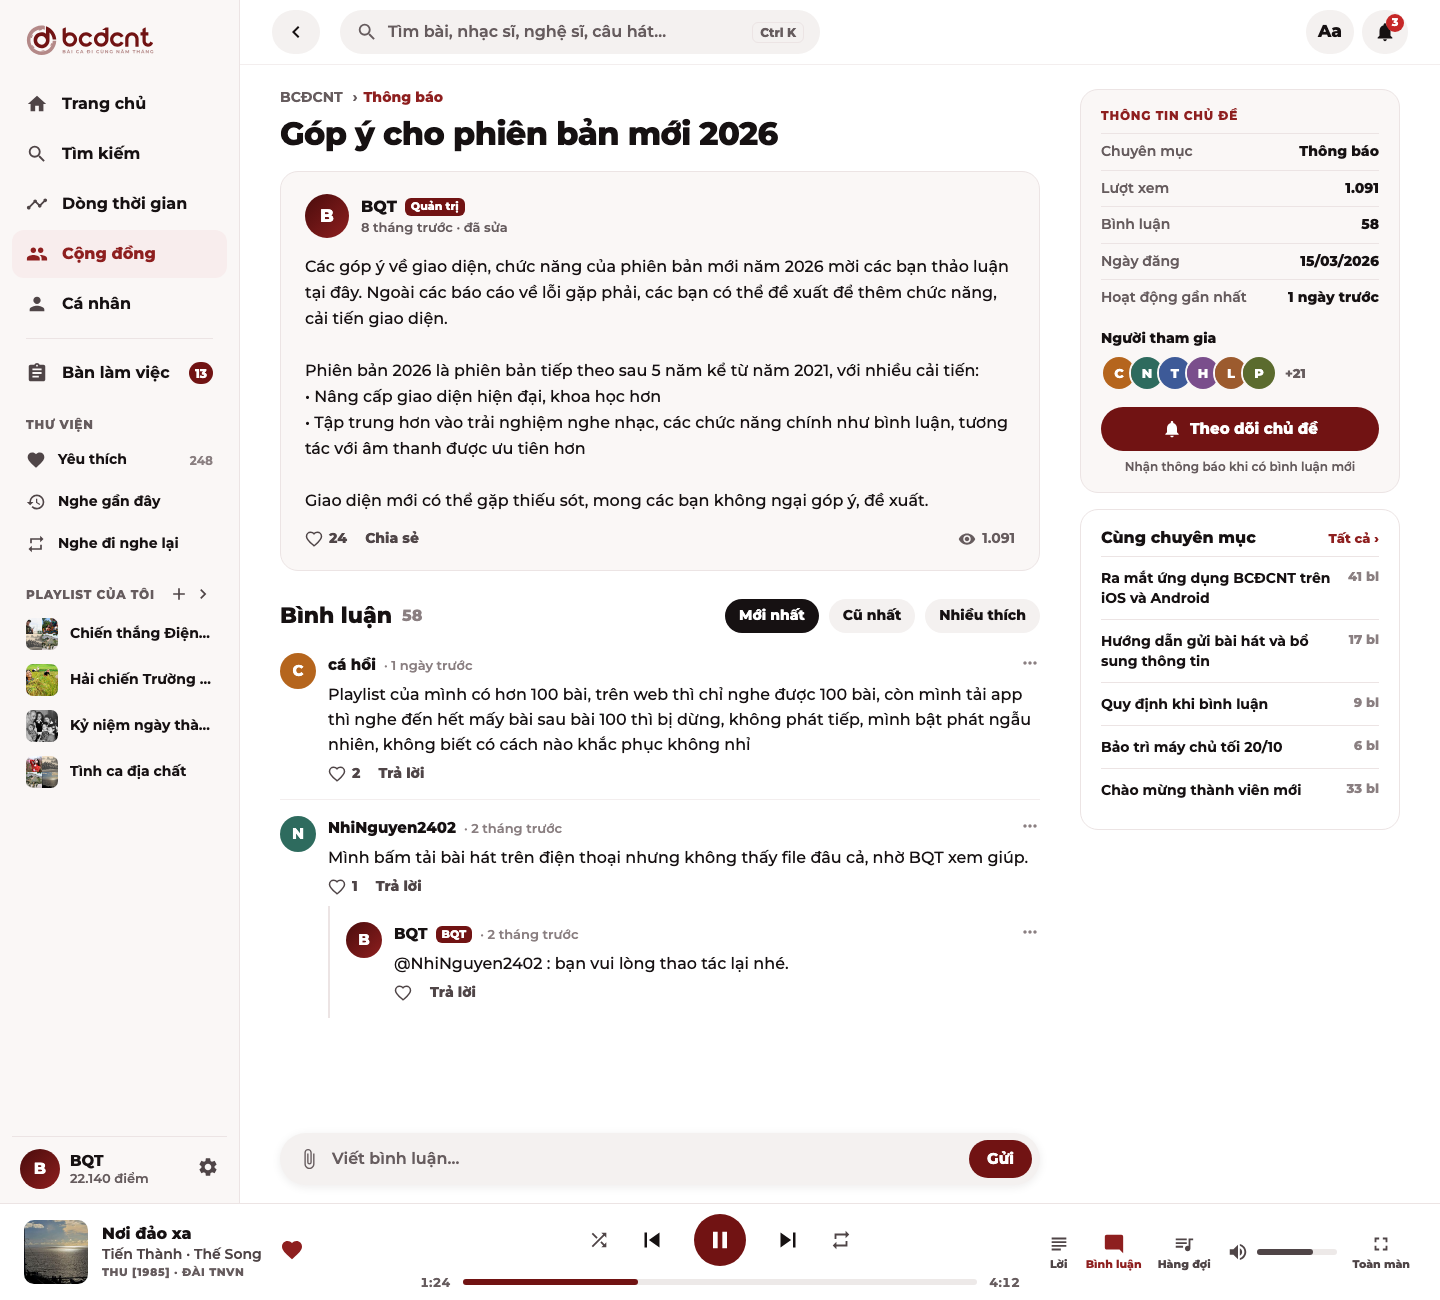 bcdcnt
BÀI CA ĐI CÙNG NĂM THÁNG
Trang chủ
Tìm kiếm
Dòng thời gian
Cộng đồng
Cá nhân
Bàn làm việc
13
THƯ VIỆN
Yêu thích
248
Nghe gần đây
Nghe đi nghe lại
PLAYLIST CỦA TÔI
Chiến thắng Điện...
Hải chiến Trường ...
Kỷ niệm ngày thà...
Tình ca địa chất
B
BQT
22.140 điểm
Tìm bài, nhạc sĩ, nghệ sĩ, câu hát...
Ctrl K
Aa
3
BCĐCNT › Thông báo
Góp ý cho phiên bản mới 2026
B
BQT Quản trị
8 tháng trước · đã sửa
Các góp ý về giao diện, chức năng của phiên bản mới năm 2026 mời các bạn thảo luận
tại đây. Ngoài các báo cáo về lỗi gặp phải, các bạn có thể đề xuất để thêm chức năng,
cải tiến giao diện.
Phiên bản 2026 là phiên bản tiếp theo sau 5 năm kể từ năm 2021, với nhiều cải tiến:
• Nâng cấp giao diện hiện đại, khoa học hơn
• Tập trung hơn vào trải nghiệm nghe nhạc, các chức năng chính như bình luận, tương
tác với âm thanh được ưu tiên hơn
Giao diện mới có thể gặp thiếu sót, mong các bạn không ngại góp ý, đề xuất.
24 Chia sẻ
1.091
Bình luận 58
Mới nhất
Cũ nhất
Nhiều thích
C
cá hồi · 1 ngày trước
Playlist của mình có hơn 100 bài, trên web thì chỉ nghe được 100 bài, còn mình tải app
thì nghe đến hết mấy bài sau bài 100 thì bị dừng, không phát tiếp, mình bật phát ngẫu
nhiên, không biết có cách nào khắc phục không nhỉ
2 Trả lời
N
NhiNguyen2402 · 2 tháng trước
Mình bấm tải bài hát trên điện thoại nhưng không thấy file đâu cả, nhờ BQT xem giúp.
1 Trả lời
B
BQT BQT · 2 tháng trước
@NhiNguyen2402 : bạn vui lòng thao tác lại nhé.
Trả lời
Viết bình luận...
Gửi
THÔNG TIN CHỦ ĐỀ
Chuyên mục Thông báo
Lượt xem 1.091
Bình luận 58
Ngày đăng 15/03/2026
Hoạt động gần nhất 1 ngày trước
Người tham gia
C N T H L P +21
Theo dõi chủ đề
Nhận thông báo khi có bình luận mới
Cùng chuyên mục
Tất cả ›
Ra mắt ứng dụng BCĐCNT trên 41 bl
iOS và Android
Hướng dẫn gửi bài hát và bổ 17 bl
sung thông tin
Quy định khi bình luận 9 bl
Bảo trì máy chủ tối 20/10 6 bl
Chào mừng thành viên mới 33 bl
Nơi đảo xa
Tiến Thành · Thế Song
THU [1985] · ĐÀI TNVN
1:24
4:12
Lời
Bình luận
Hàng đợi
Toàn màn